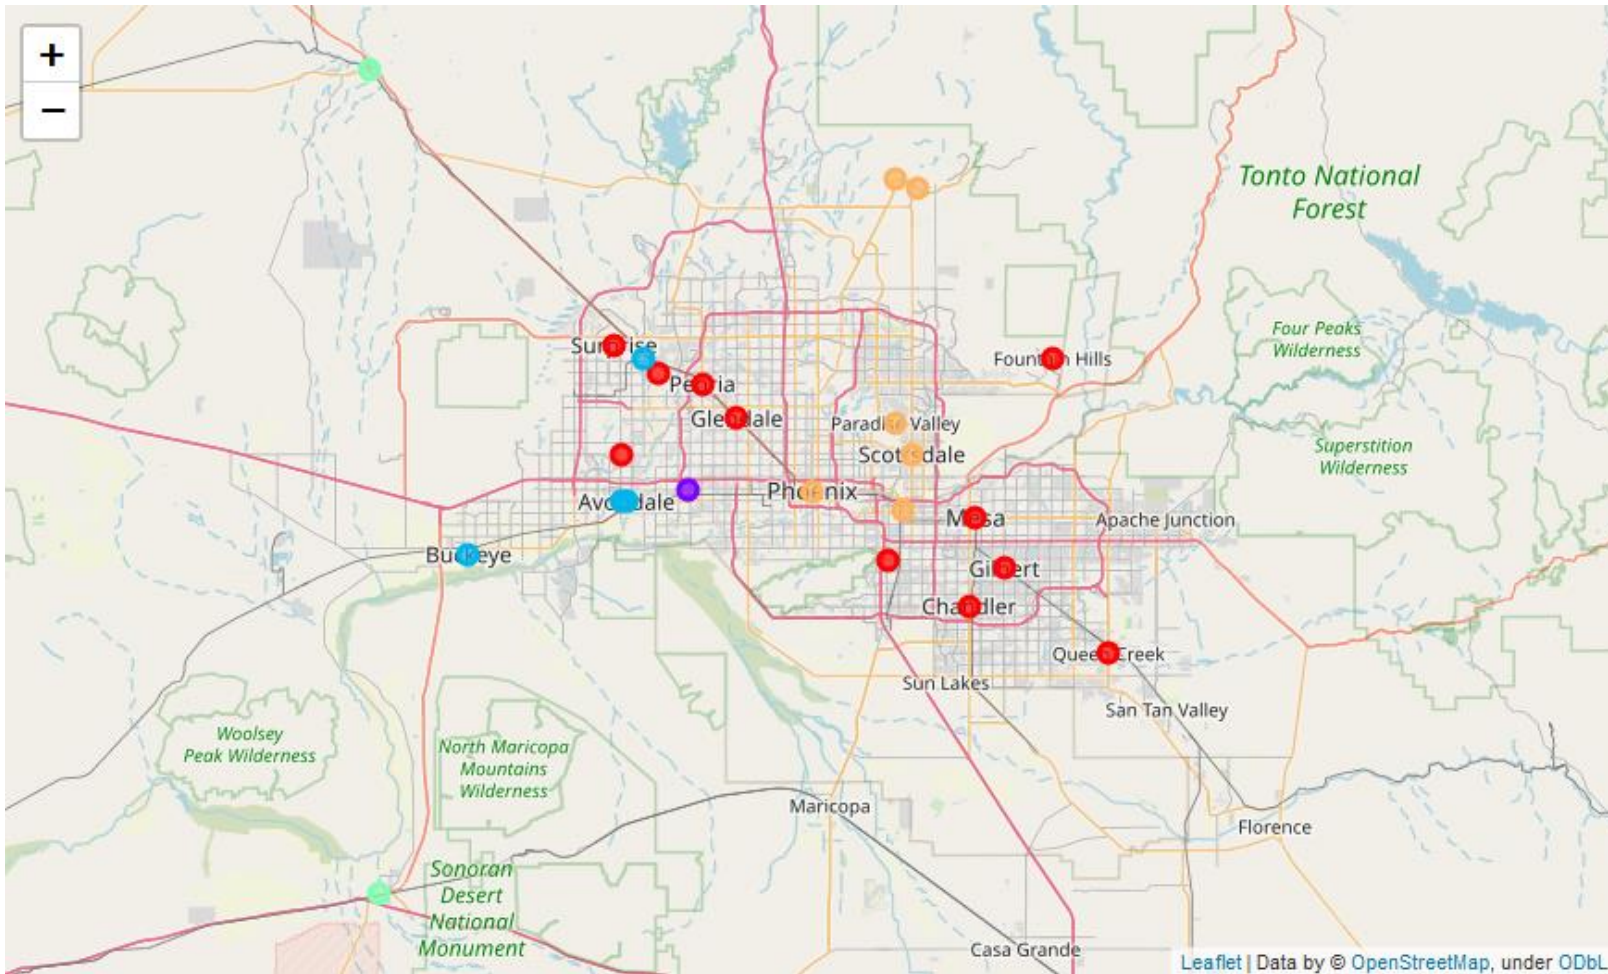 +
−
Tonto National
Forest
Four Peaks
Wilderness
Surprise
Fountain Hills
Peoria
Glendale
Paradise Valley
Scottsdale
Superstition
Wilderness
Phoenix
Avondale
Mesa
Apache Junction
Buckeye
Gilbert
Chandler
Queen Creek
Sun Lakes
San Tan Valley
Woolsey
Peak Wilderness
North Maricopa
Mountains
Wilderness
Maricopa
Florence
Sonoran
Desert
National
Monument
Casa Grande
Leaflet | Data by © OpenStreetMap, under ODbL